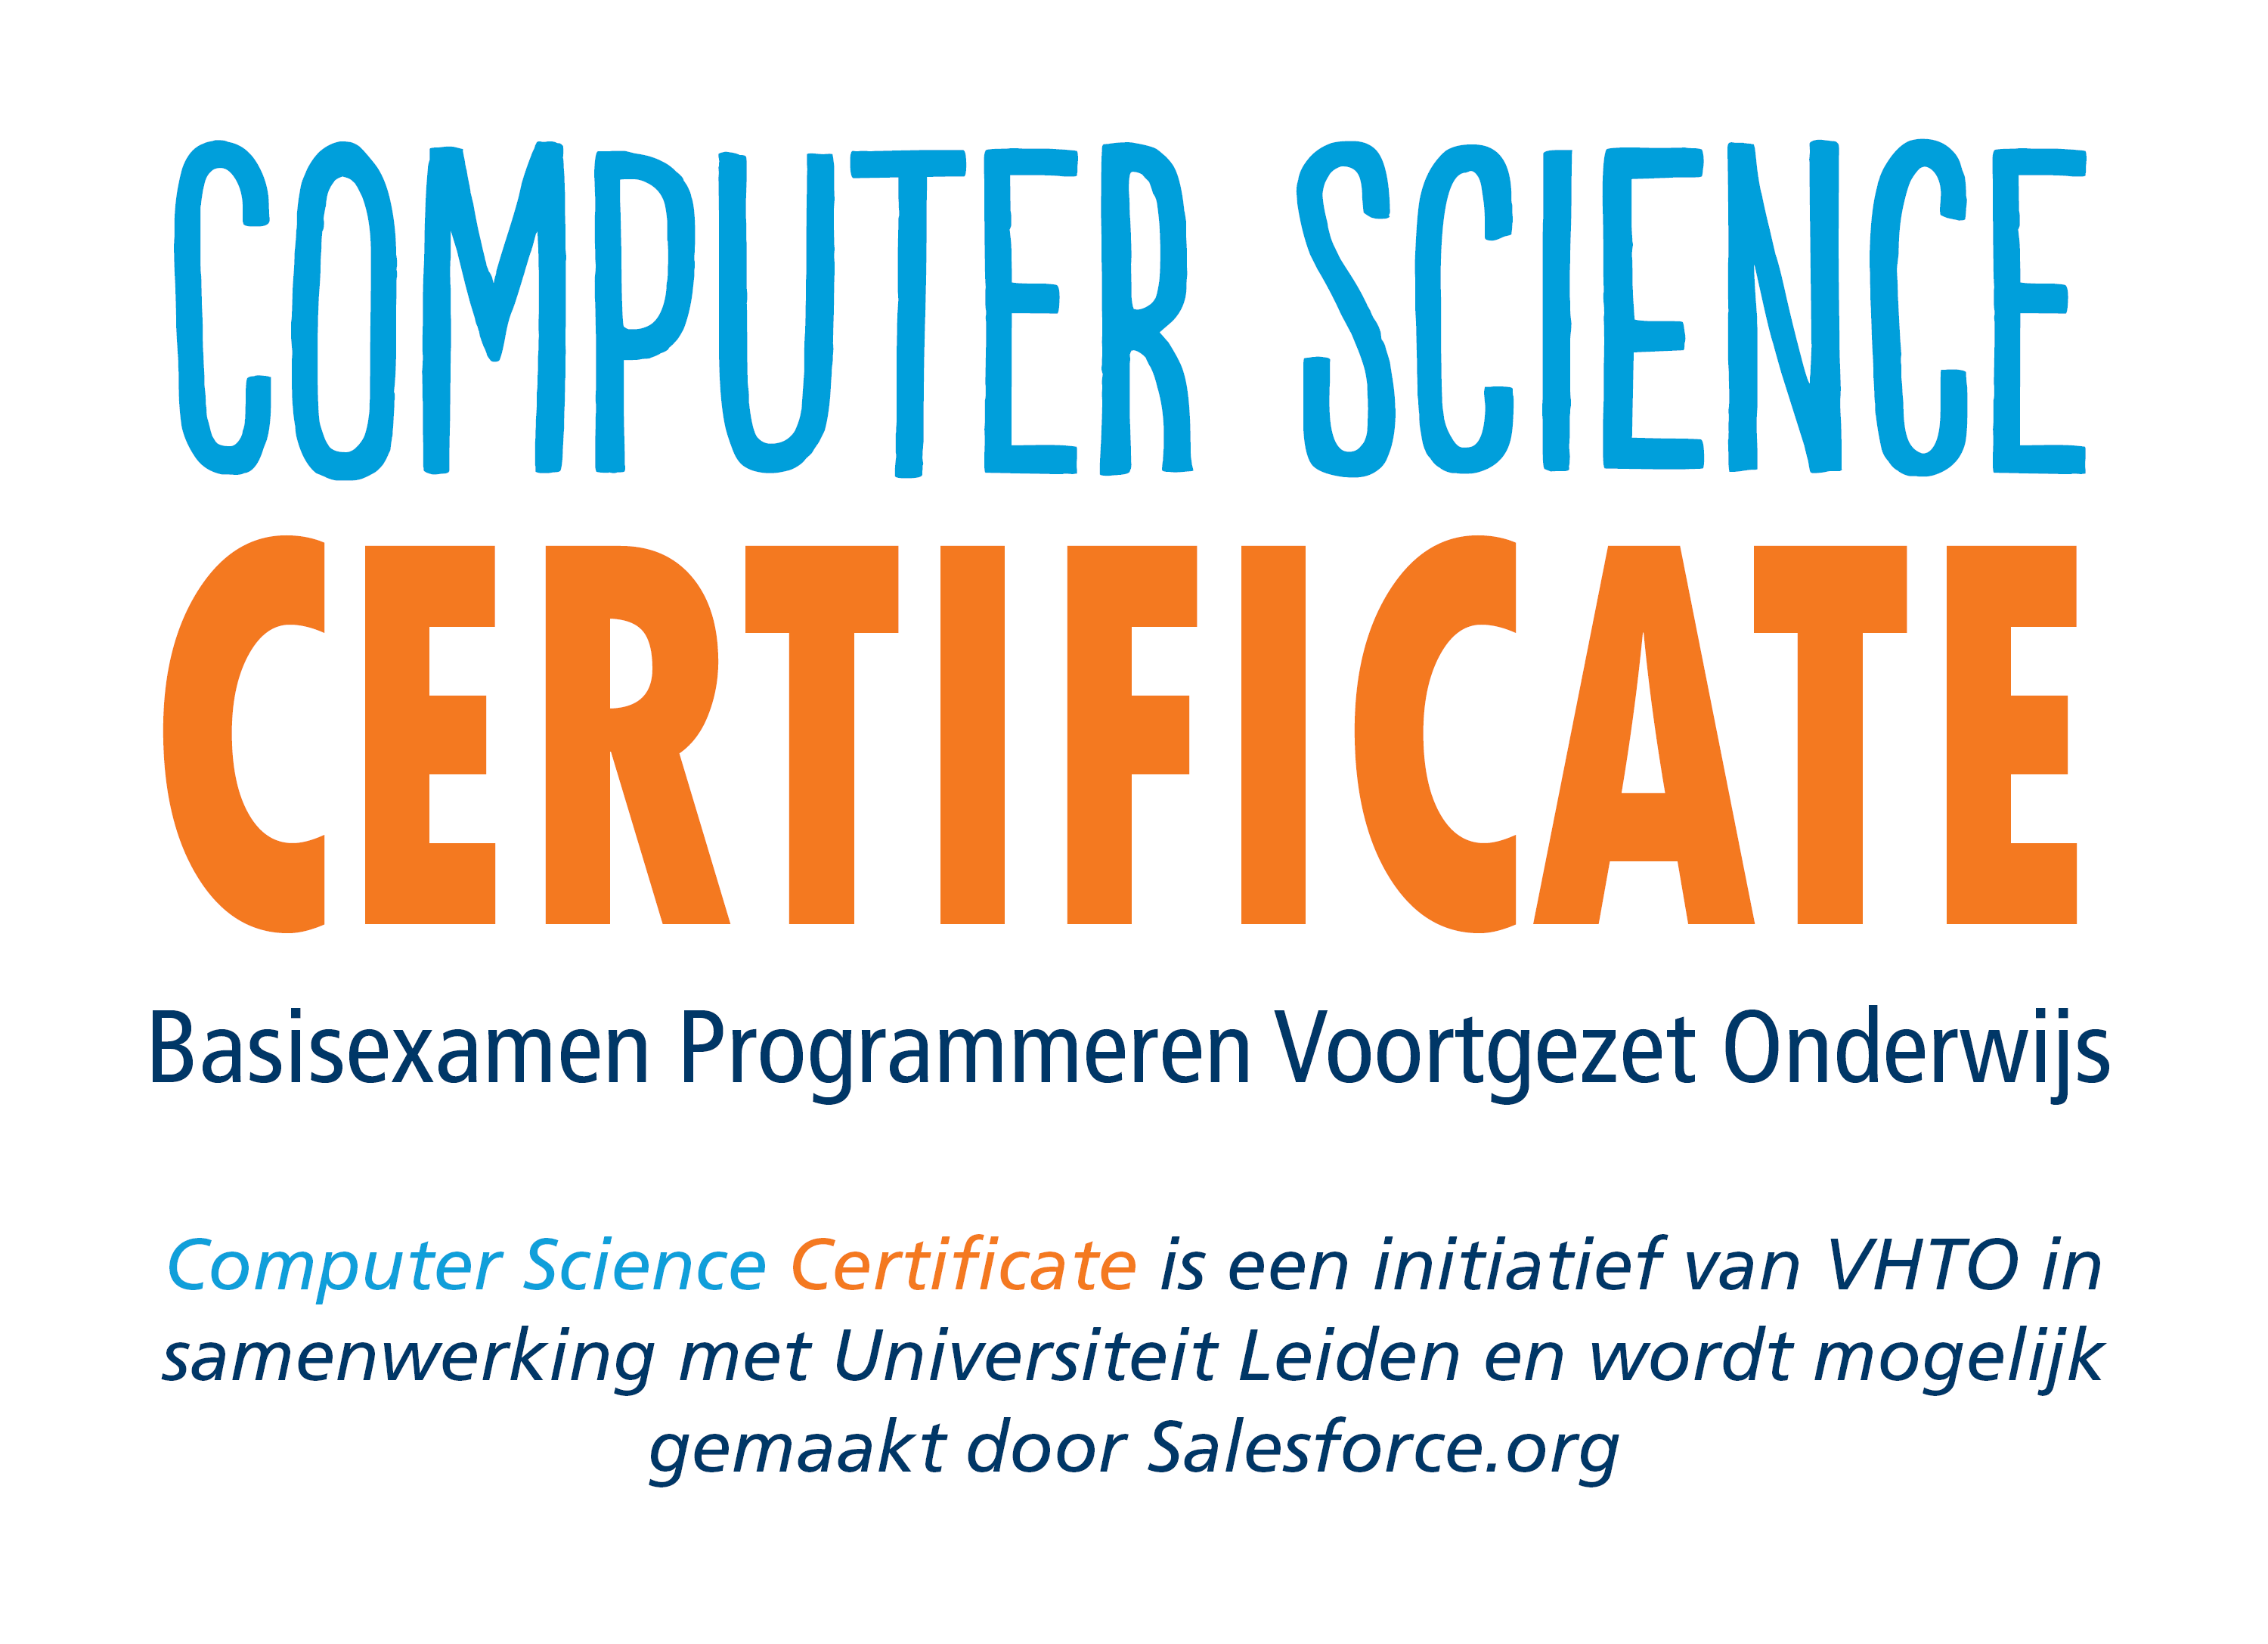 COMPUTER SCIENCE
CERTIFICATE
Basisexamen Programmeren Voortgezet Onderwijs
Computer Science Certificate is een initiatief van VHTO in
samenwerking met Universiteit Leiden en wordt mogelijk
gemaakt door Salesforce.org